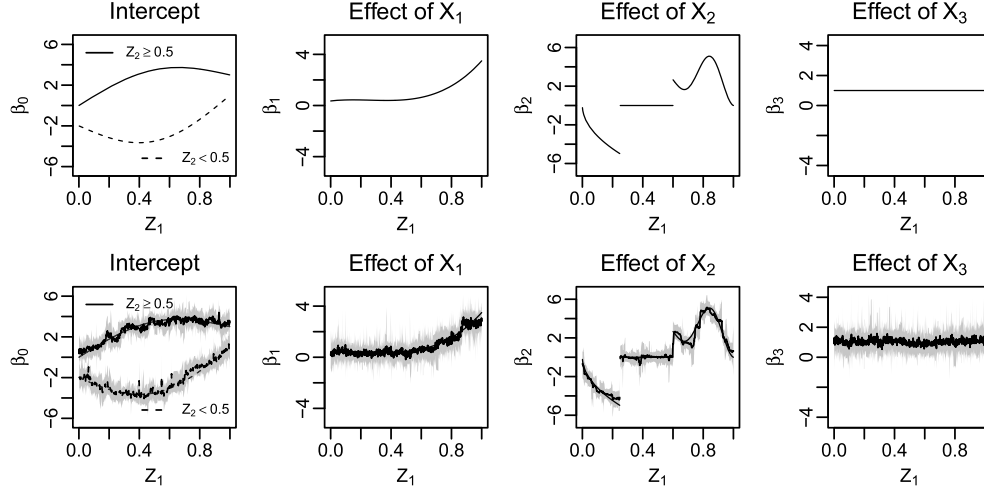 Intercept
Effect of X₁
Effect of X₂
Effect of X₃
β₀
6
2
−2
−6
Z₂ ≥ 0.5
Z₂ < 0.5
0.0 0.4 0.8
Z₁
β₁
4
0
−4
0.0 0.4 0.8
Z₁
β₂
6
2
−2
−6
0.0 0.4 0.8
Z₁
β₃
4
2
0
−4
0.0 0.4 0.8
Z₁
Intercept
Effect of X₁
Effect of X₂
Effect of X₃
β₀
6
2
−2
−6
Z₂ ≥ 0.5
Z₂ < 0.5
0.0 0.4 0.8
Z₁
β₁
4
0
−4
0.0 0.4 0.8
Z₁
β₂
6
2
−2
−6
0.0 0.4 0.8
Z₁
β₃
4
2
0
−4
0.0 0.4 0.8
Z₁